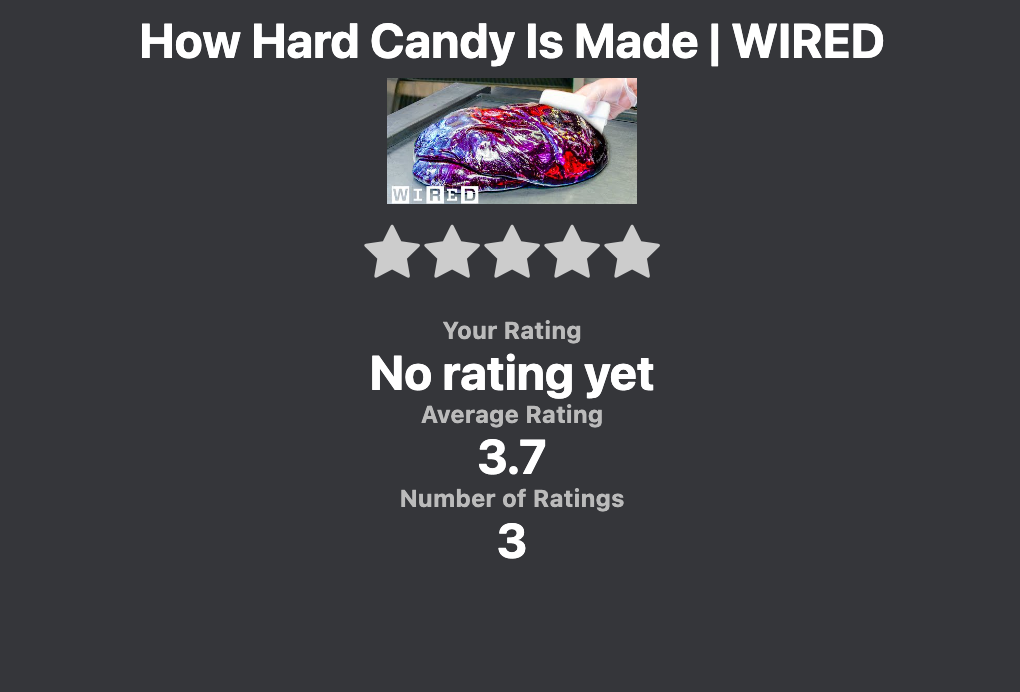 How Hard Candy Is Made | WIRED
WIRED
Your Rating
No rating yet
Average Rating
3.7
Number of Ratings
3